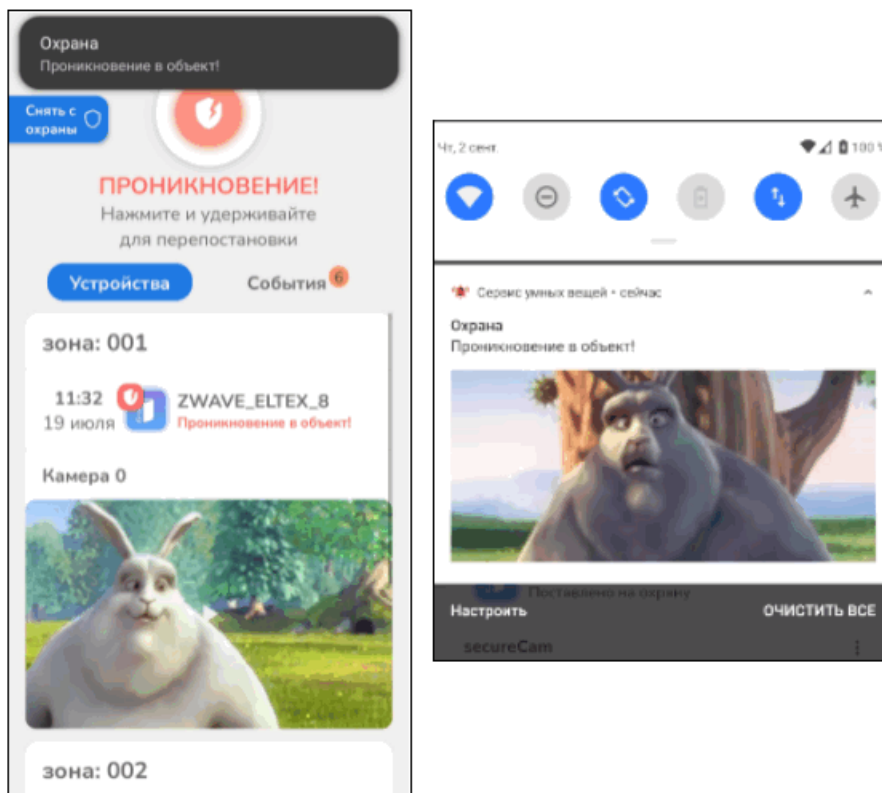 Охрана
Проникновение в объект!
Снять с
охраны
ПРОНИКНОВЕНИЕ!
Нажмите и удерживайте
для перепостановки
Устройства
События 6
зона: 001
11:32
19 июля
ZWAVE_ELTEX_8
Проникновение в объект!
Камера 0
зона: 002
Чт, 2 сент.
100 %
Сервис умных вещей • сейчас
Охрана
Проникновение в объект!
Поставлено на охрану
Настроить
ОЧИСТИТЬ ВСЕ
secureCam